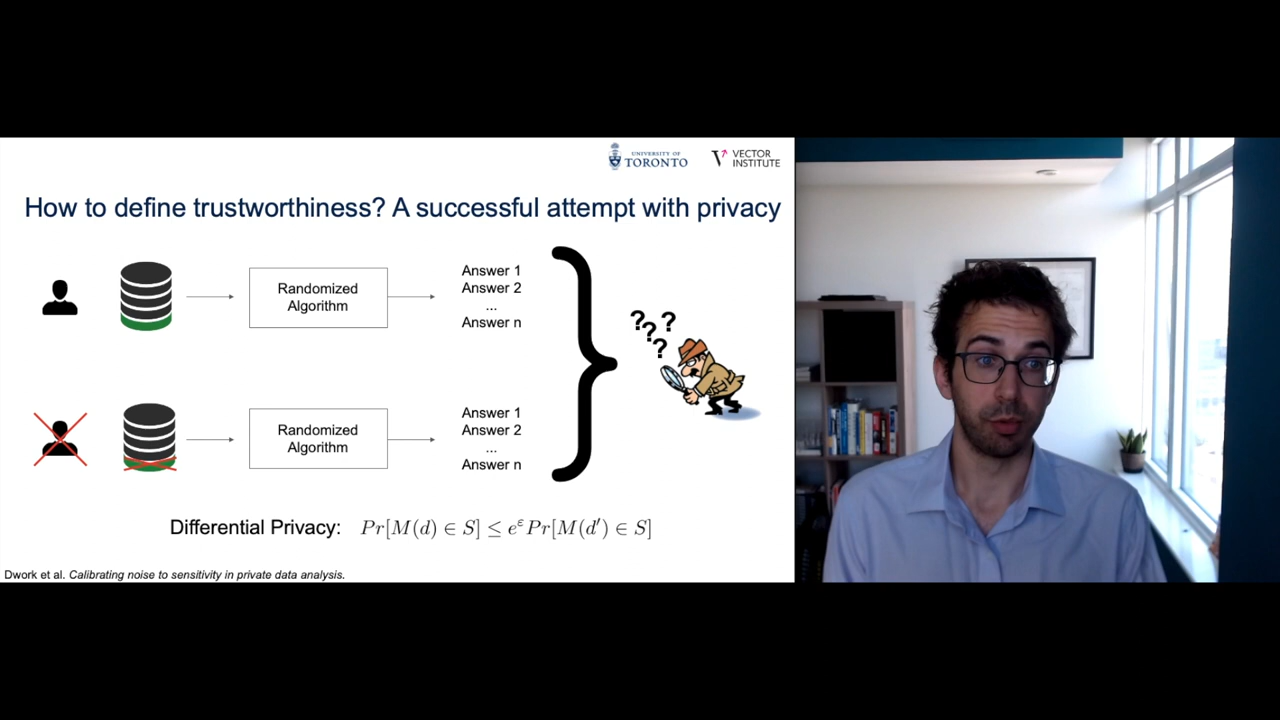 UNIVERSITY OF
TORONTO
VECTOR
INSTITUTE
How to define trustworthiness? A successful attempt with privacy
Randomized
Algorithm
Answer 1
Answer 2
...
Answer n
? ? ? ?
Randomized
Algorithm
Answer 1
Answer 2
...
Answer n
Differential Privacy: Pr[M(d) ∈ S] ≤ e^ε Pr[M(d′) ∈ S]
Dwork et al. Calibrating noise to sensitivity in private data analysis.